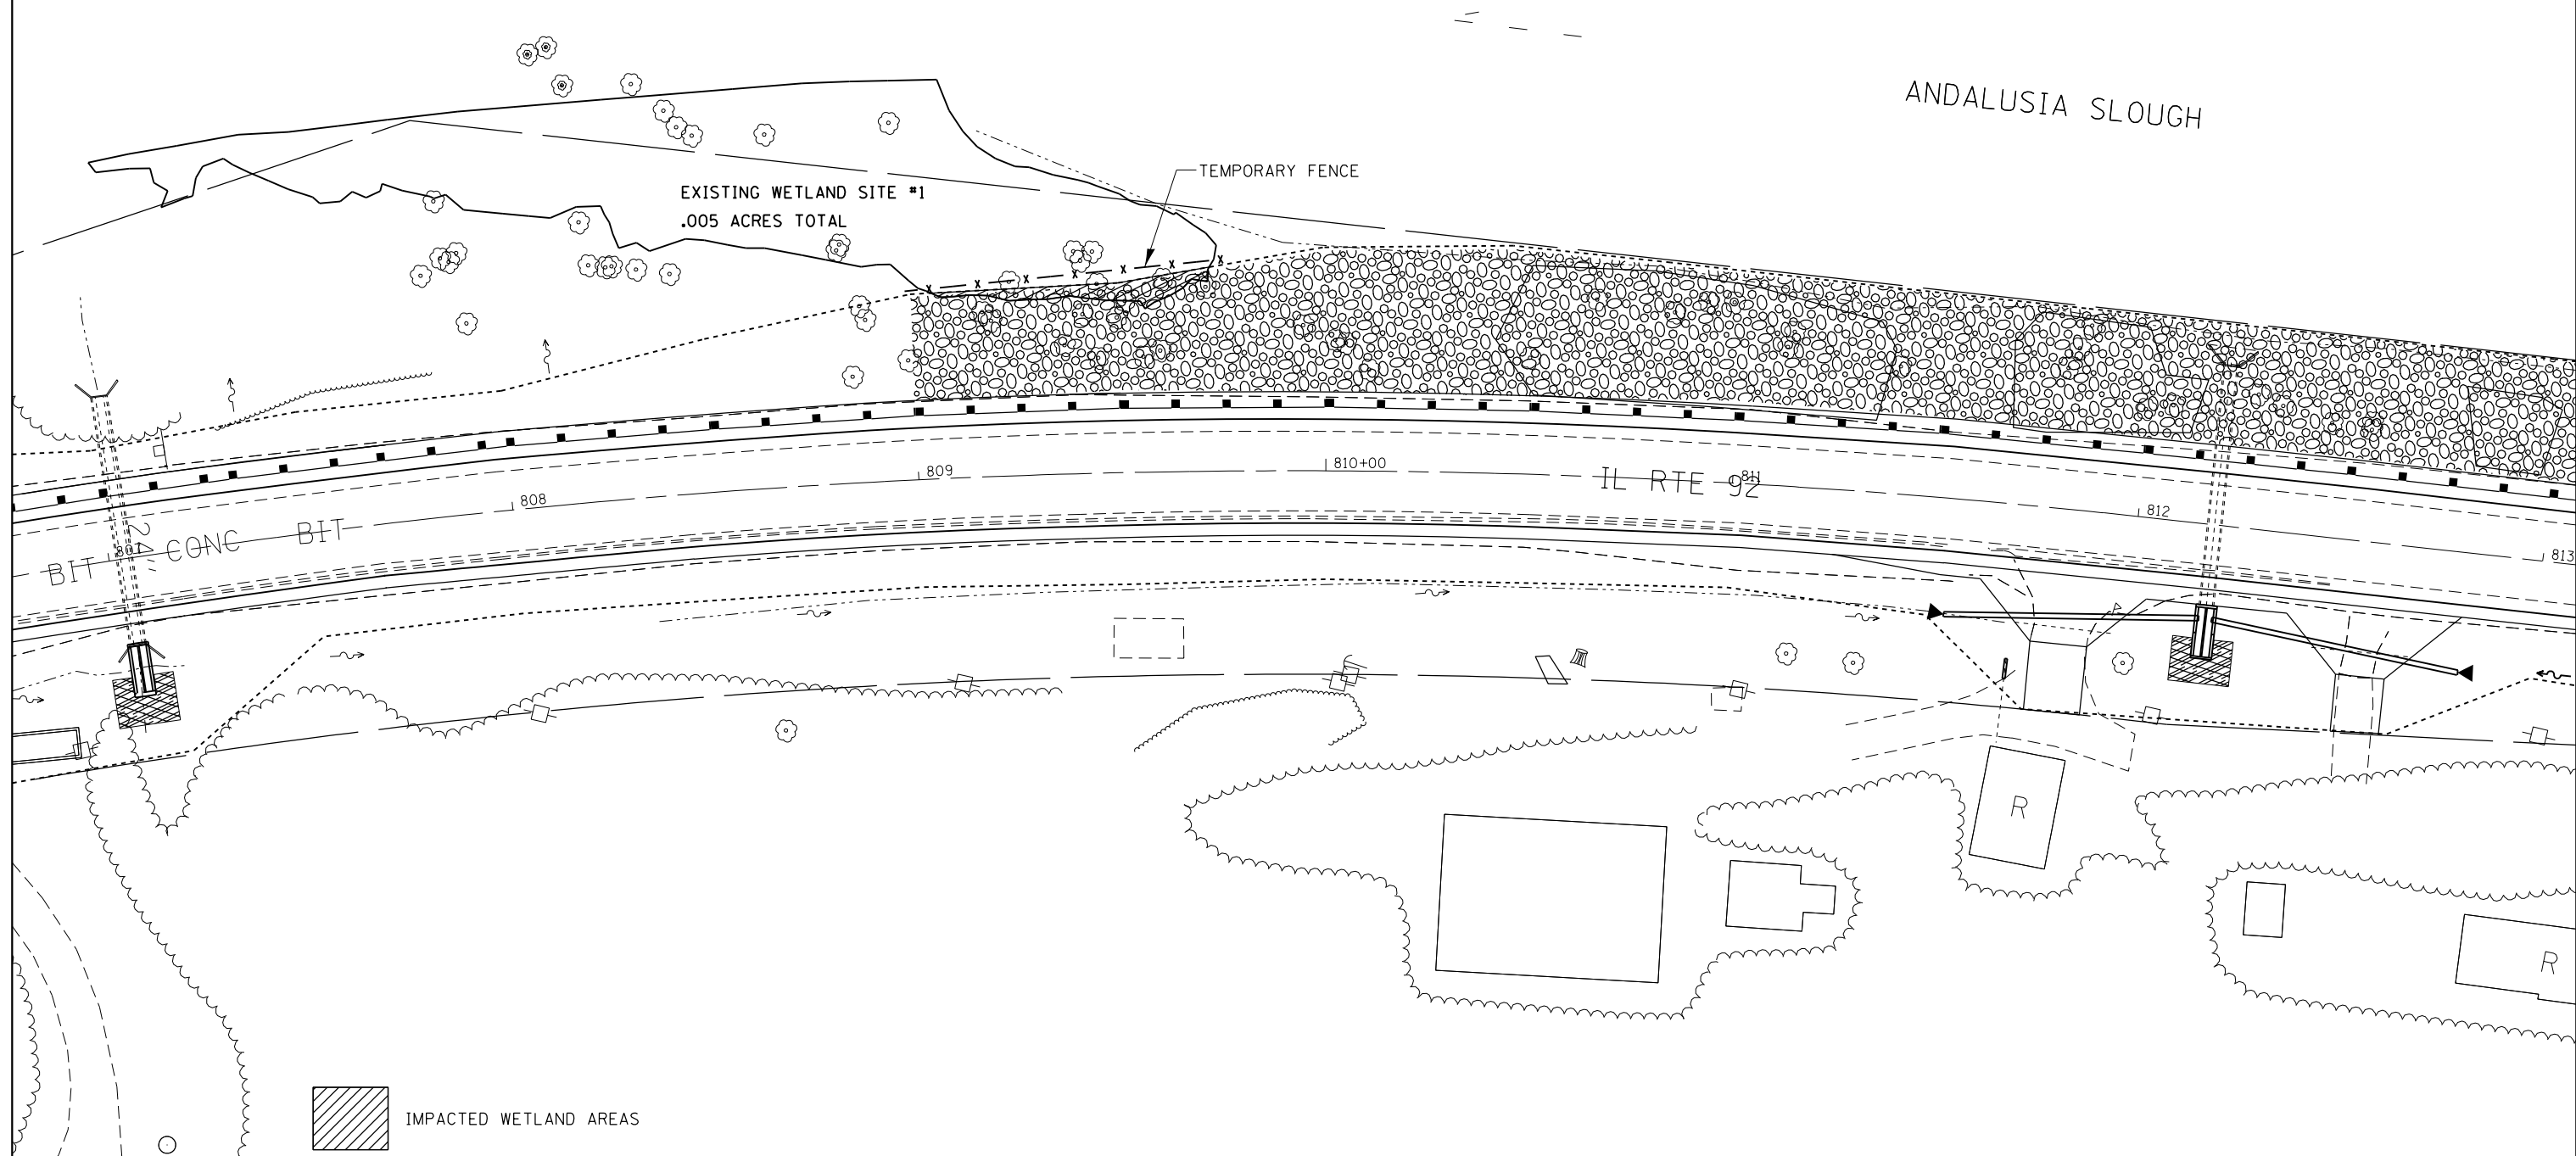 ANDALUSIA SLOUGH
TEMPORARY FENCE
EXISTING WETLAND SITE #1
.005 ACRES TOTAL
809
810+00
811
IL RTE 92
808
812
813
24"
BIT CONC BIT
R
R
IMPACTED WETLAND AREAS